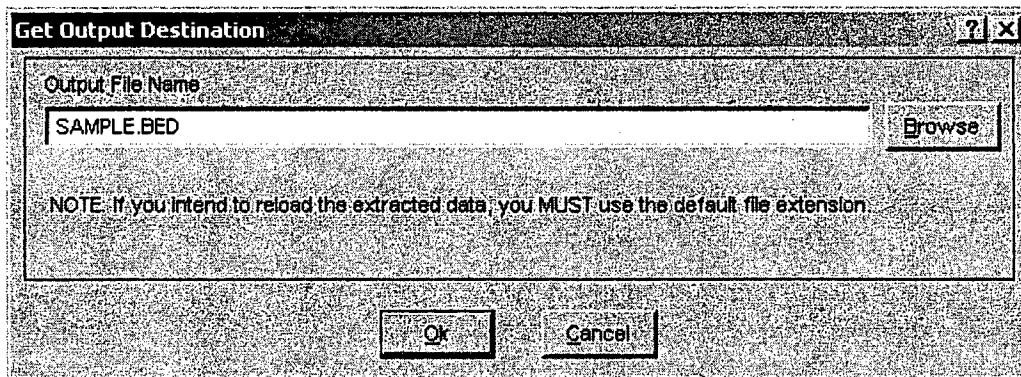 Get Output Destination ? X
Output File Name
SAMPLE.BED Browse
NOTE: If you intend to reload the extracted data, you MUST use the default file extension.
Ok Cancel